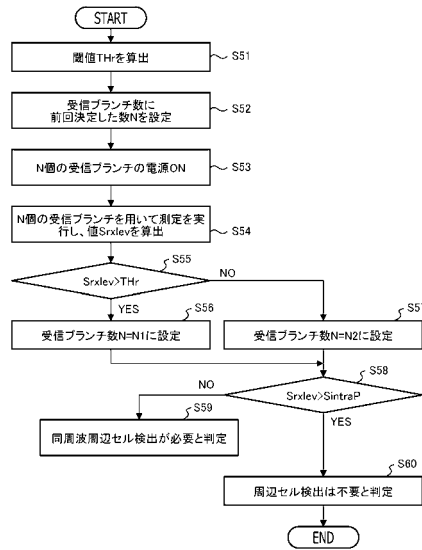 START
閾値THrを算出
S51
受信ブランチ数に
前回決定した数Nを設定
S52
N個の受信ブランチの電源ON
S53
N個の受信ブランチを用いて測定を実
行し、値Srxlevを算出
S54
S55
Srxlev>THr
NO
YES
S56
受信ブランチ数N=N1に設定
S57
受信ブランチ数N=N2に設定
S58
Srxlev>SintraP
NO
YES
S59
同周波周辺セル検出が必要と判定
S60
周辺セル検出は不要と判定
END